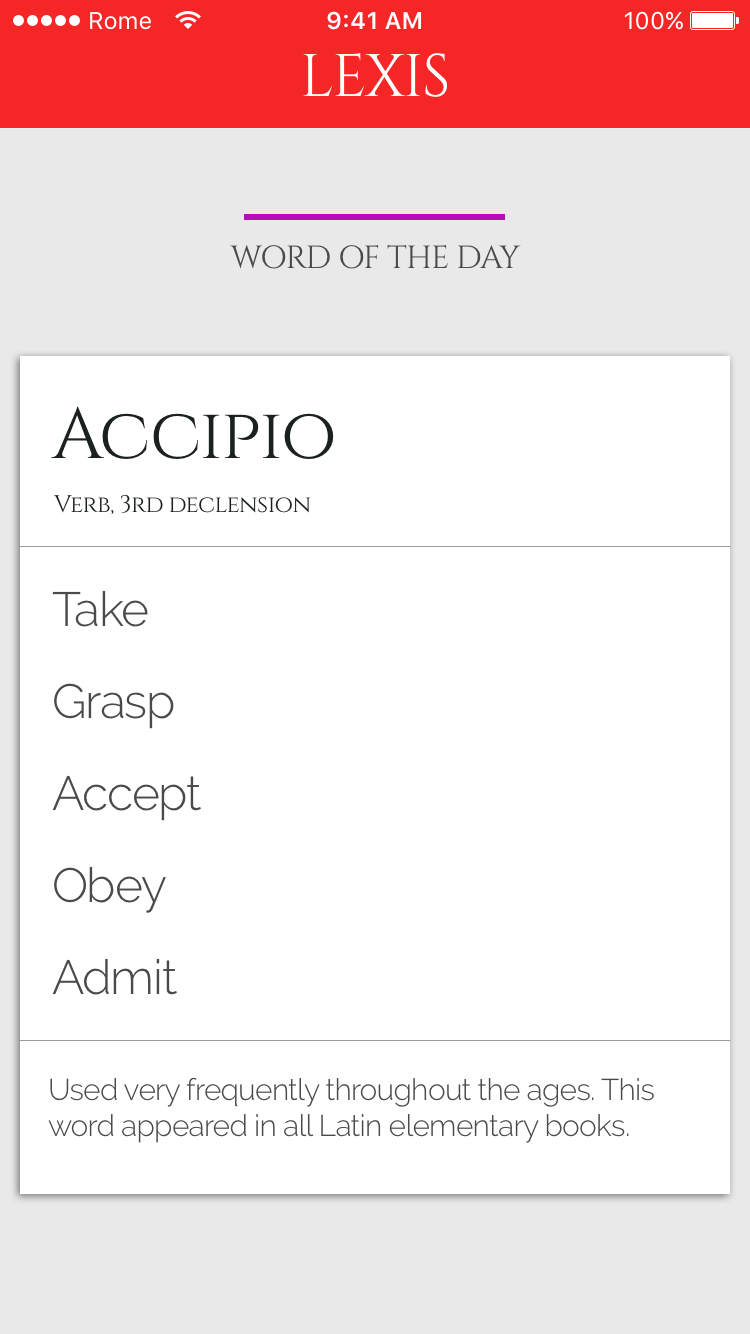 Rome 9:41 AM 100%
LEXIS
WORD OF THE DAY
Accipio
Verb, 3rd declension
Take
Grasp
Accept
Obey
Admit
Used very frequently throughout the ages. This
word appeared in all Latin elementary books.